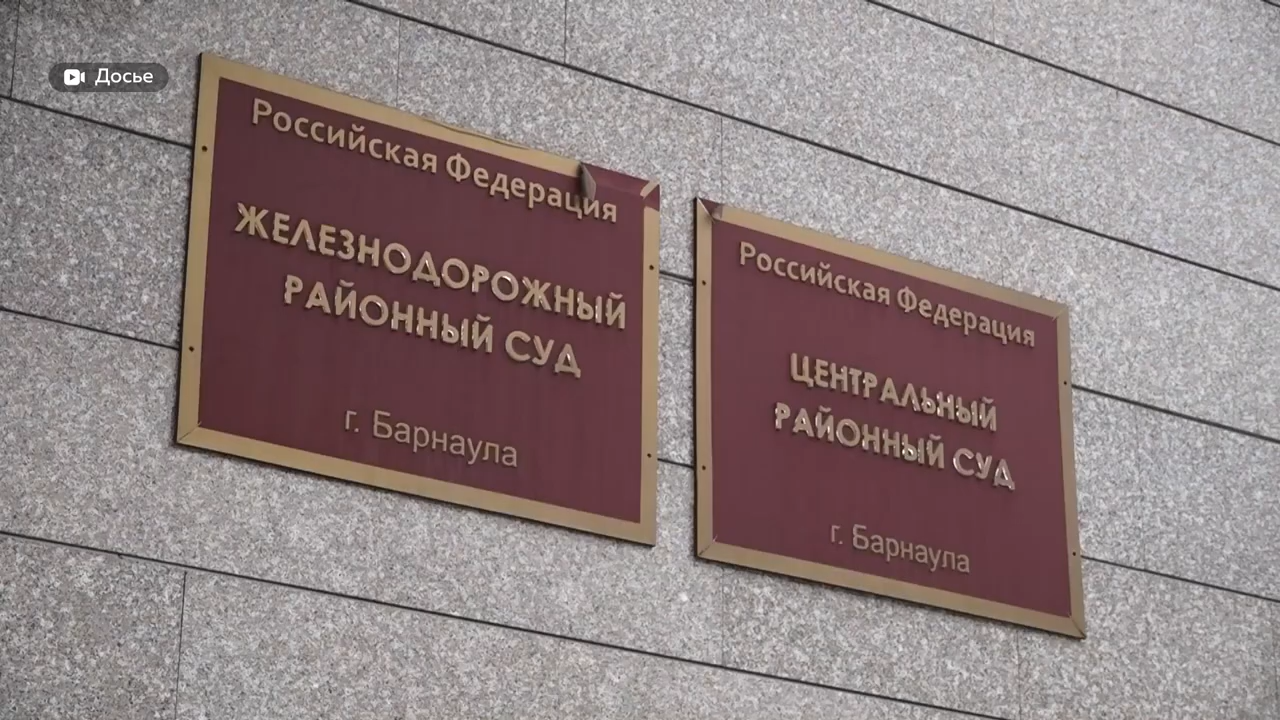 Досье
Российская Федерация
ЖЕЛЕЗНОДОРОЖНЫЙ
РАЙОННЫЙ СУД
г. Барнаула
Российская Федерация
ЦЕНТРАЛЬНЫЙ
РАЙОННЫЙ СУД
г. Барнаула